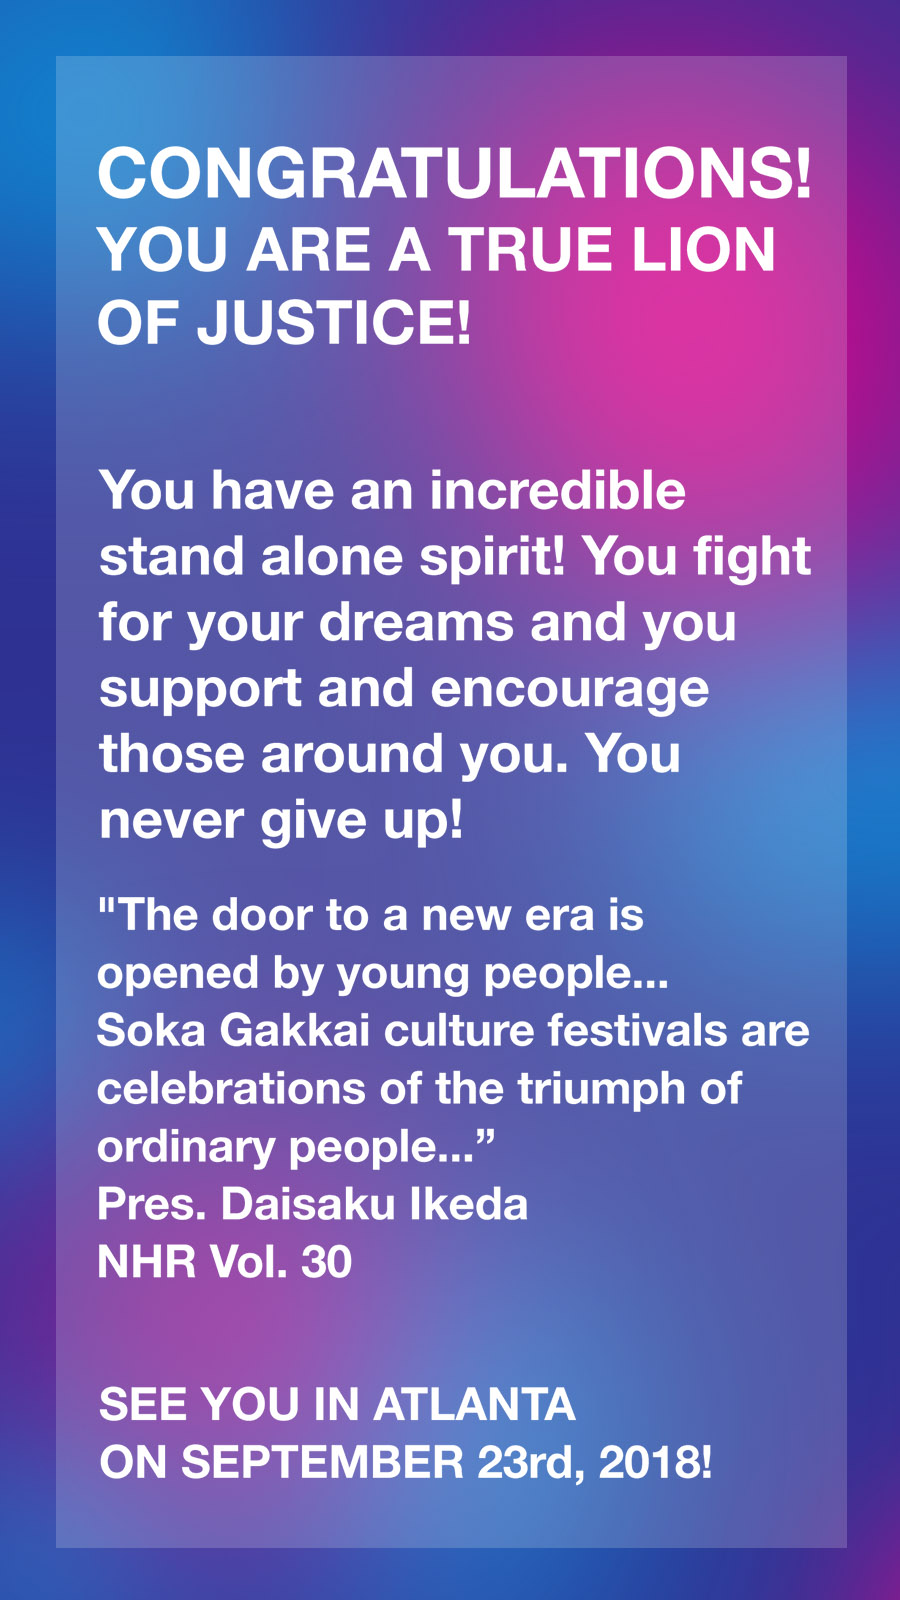 CONGRATULATIONS!
YOU ARE A TRUE LION
OF JUSTICE!
You have an incredible
stand alone spirit! You fight
for your dreams and you
support and encourage
those around you. You
never give up!
"The door to a new era is
opened by young people...
Soka Gakkai culture festivals are
celebrations of the triumph of
ordinary people...”
Pres. Daisaku Ikeda
NHR Vol. 30
SEE YOU IN ATLANTA
ON SEPTEMBER 23rd, 2018!